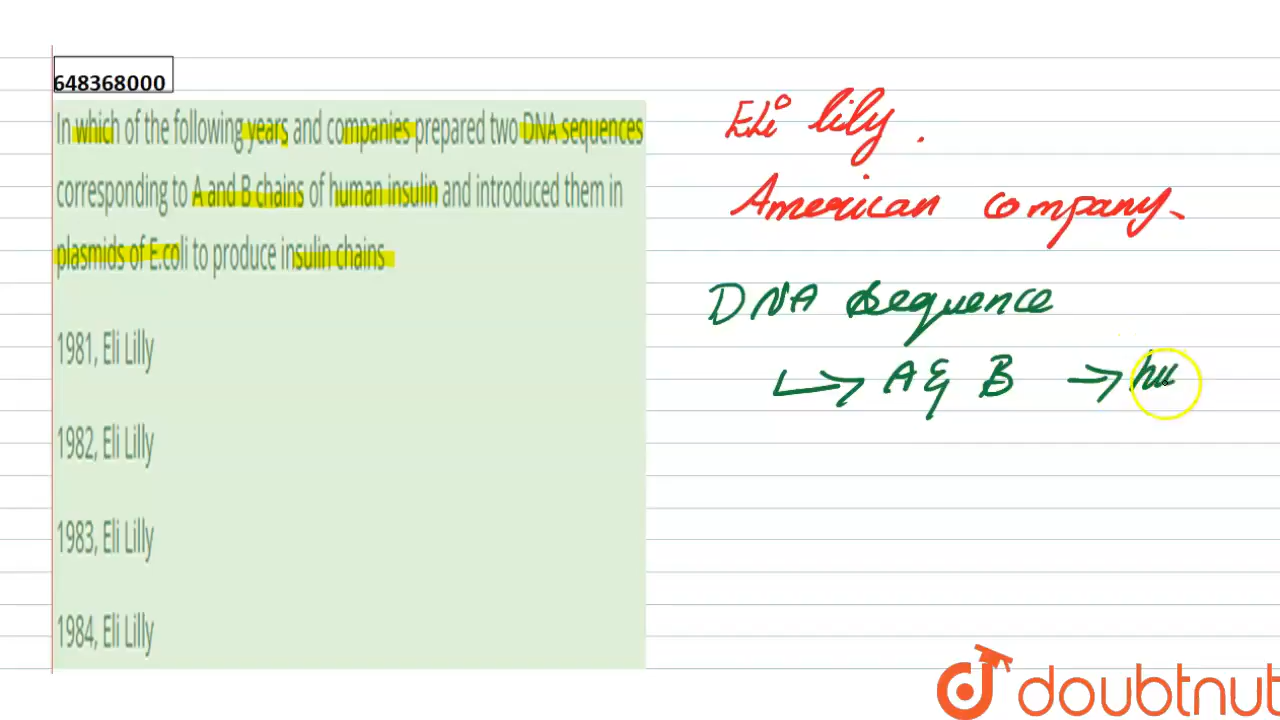 648368000
In which of the following years and companies prepared two DNA sequences
corresponding to A and B chains of human insulin and introduced them in
plasmids of E.coli to produce insulin chains
1981, Eli Lilly
1982, Eli Lilly
1983, Eli Lilly
1984, Eli Lilly
Eli lily.
American company.
DNA Sequence
↳ A & B → hu
doubtnut